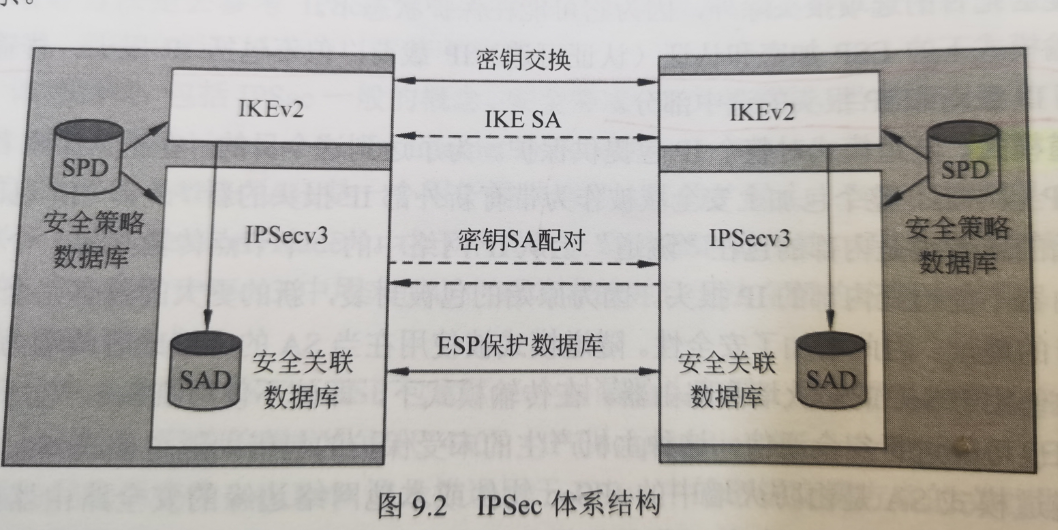 密钥交换
IKEv2
IKE SA
IKEv2
SPD
SPD
安全策略
数据库
安全策略
数据库
IPSecv3
密钥SA配对
IPSecv3
ESP保护数据库
SAD
安全关联
数据库
安全关联
数据库
SAD
图 9.2 IPSec 体系结构